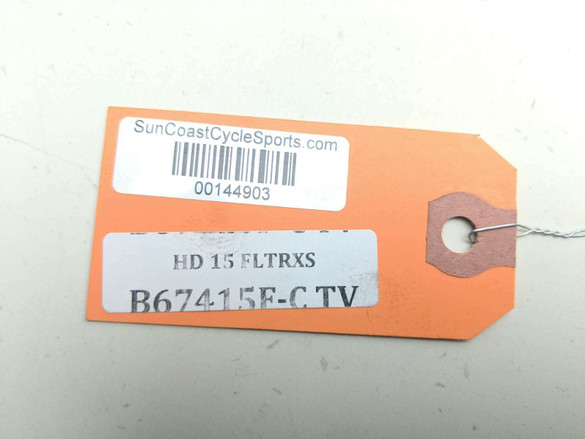 SunCoastCycleSports.com
00144903
HD 15 FLTRXS
B67415F-C TV